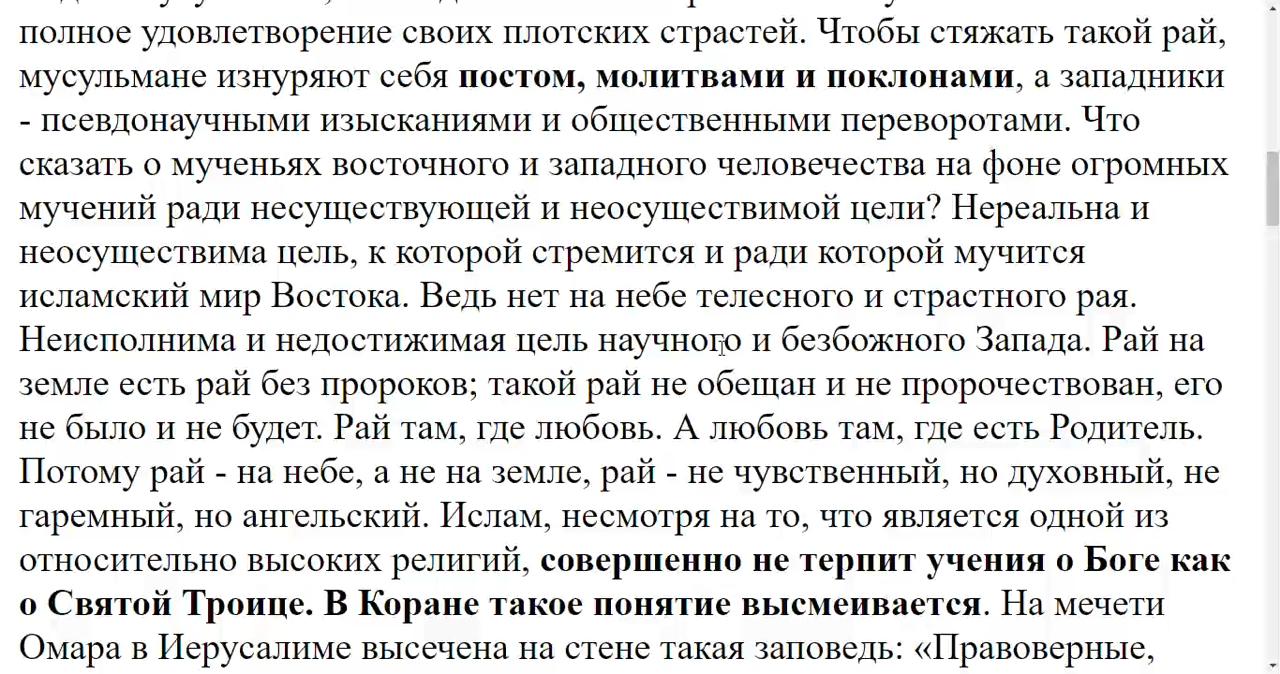 полное удовлетворение своих плотских страстей. Чтобы стяжать такой рай,
мусульмане изнуряют себя постом, молитвами и поклонами, а западники
- псевдонаучными изысканиями и общественными переворотами. Что
сказать о мученьях восточного и западного человечества на фоне огромных
мучений ради несуществующей и неосуществимой цели? Нереальна и
неосуществима цель, к которой стремится и ради которой мучится
исламский мир Востока. Ведь нет на небе телесного и страстного рая.
Неисполнима и недостижимая цель научного и безбожного Запада. Рай на
земле есть рай без пророков; такой рай не обещан и не пророчествован, его
не было и не будет. Рай там, где любовь. А любовь там, где есть Родитель.
Потому рай - на небе, а не на земле, рай - не чувственный, но духовный, не
гаремный, но ангельский. Ислам, несмотря на то, что является одной из
относительно высоких религий, совершенно не терпит учения о Боге как
о Святой Троице. В Коране такое понятие высмеивается. На мечети
Омара в Иерусалиме высечена на стене такая заповедь: «Правоверные,